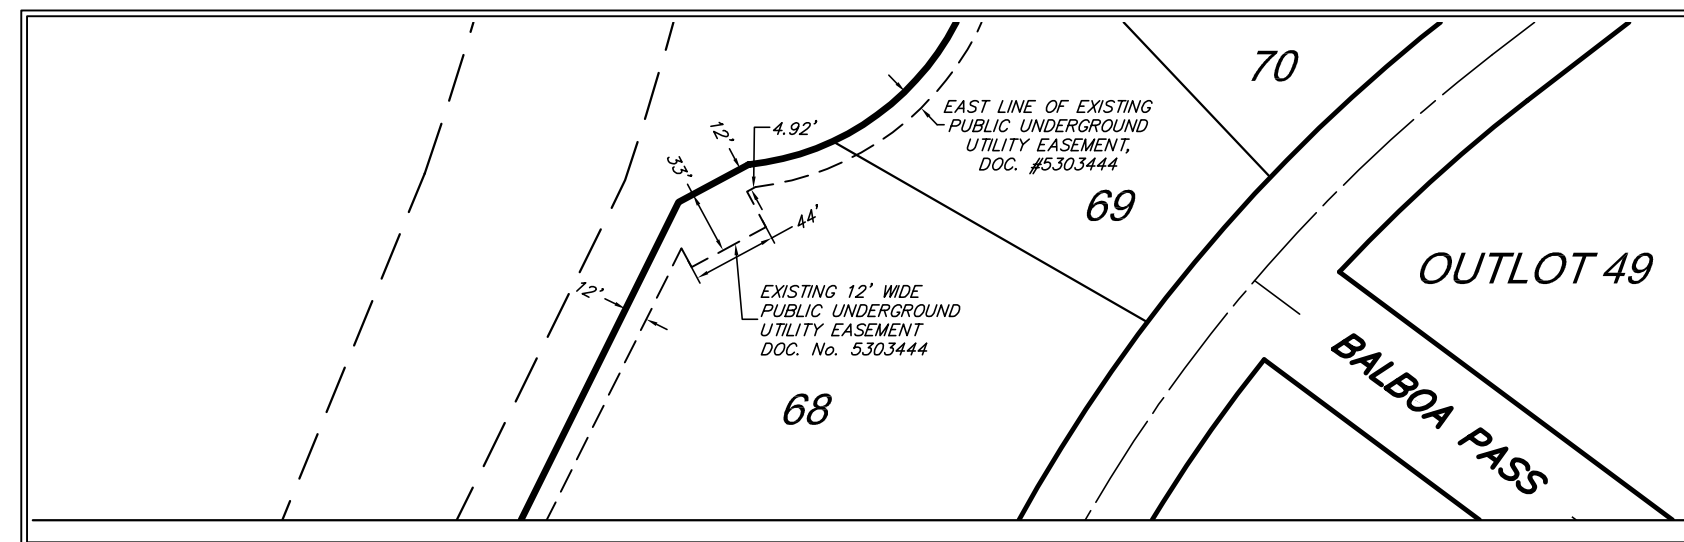 70
EAST LINE OF EXISTING
PUBLIC UNDERGROUND
UTILITY EASEMENT,
DOC. #5303444
12'
4.92'
33'
69
44'
OUTLOT 49
12'
EXISTING 12' WIDE
PUBLIC UNDERGROUND
UTILITY EASEMENT
DOC. No. 5303444
68
BALBOA PASS